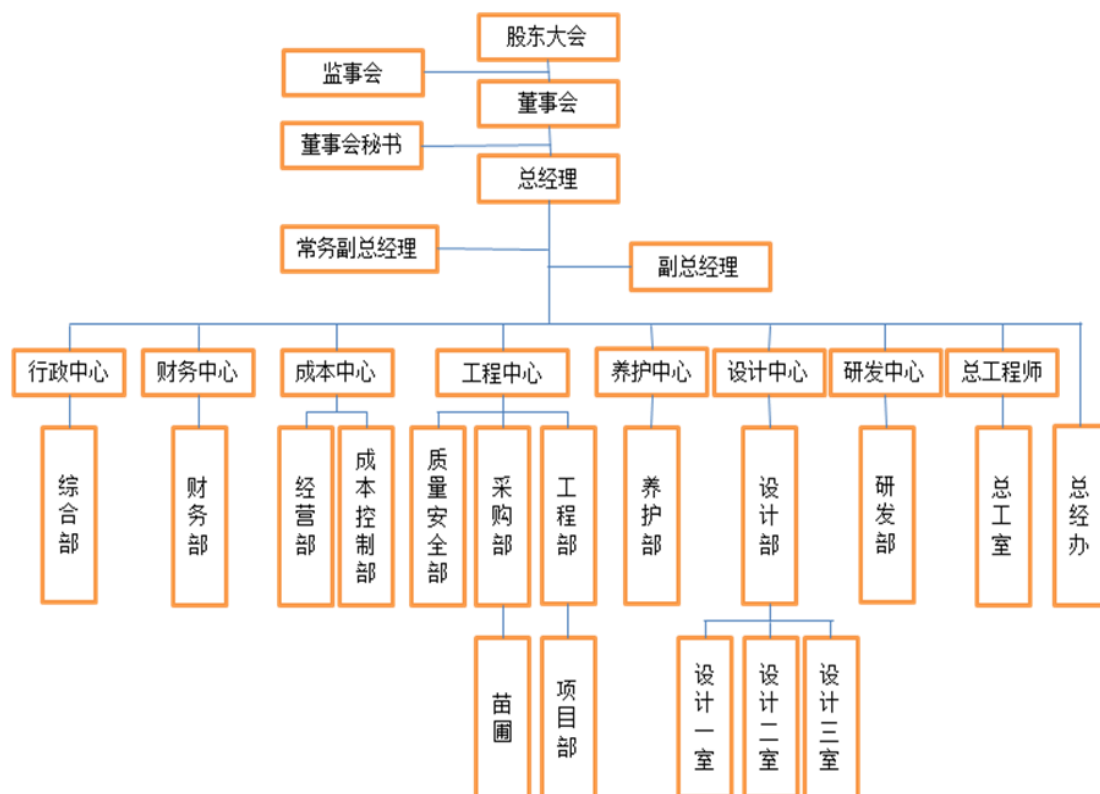 股东大会
监事会
董事会
董事会秘书
总经理
常务副总经理
副总经理
行政中心
财务中心
成本中心
工程中心
养护中心
设计中心
研发中心
总工程师
综合部
财务部
经营部
成本控制部
质量安全部
采购部
工程部
养护部
设计部
研发部
总工室
总经办
苗圃
项目部
设计一室
设计二室
设计三室